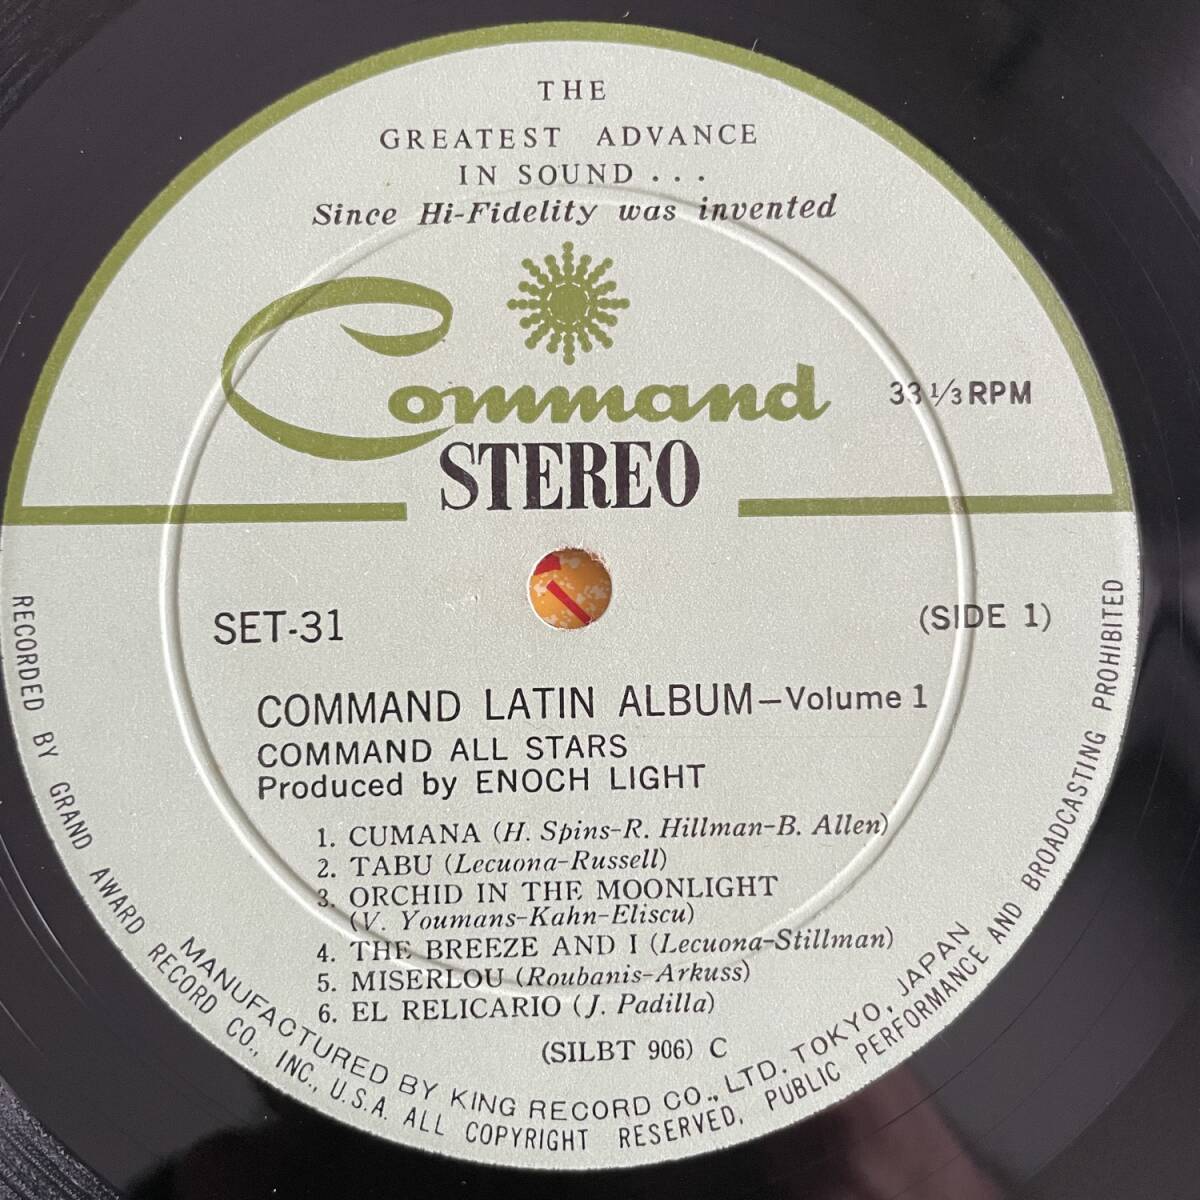 THE
GREATEST ADVANCE
IN SOUND...
Since Hi-Fidelity was invented
Command
STEREO
33 1/3 RPM
SET-31
(SIDE 1)
COMMAND LATIN ALBUM—Volume 1
COMMAND ALL STARS
Produced by ENOCH LIGHT
1. CUMANA (H. Spins-R. Hillman-B. Allen)
2. TABU (Lecuona-Russell)
3. ORCHID IN THE MOONLIGHT
(V. Youmans-Kahn-Eliscu)
4. THE BREEZE AND I (Lecuona-Stillman)
5. MISERLOU (Roubanis-Arkuss)
6. EL RELICARIO (J. Padilla)
(SILBT 906) C
MANUFACTURED BY KING RECORD CO., LTD. TOKYO, JAPAN
RECORDED BY GRAND AWARD RECORD CO., INC., U.S.A. ALL COPYRIGHT RESERVED, PUBLIC PERFORMANCE AND BROADCASTING PROHIBITED